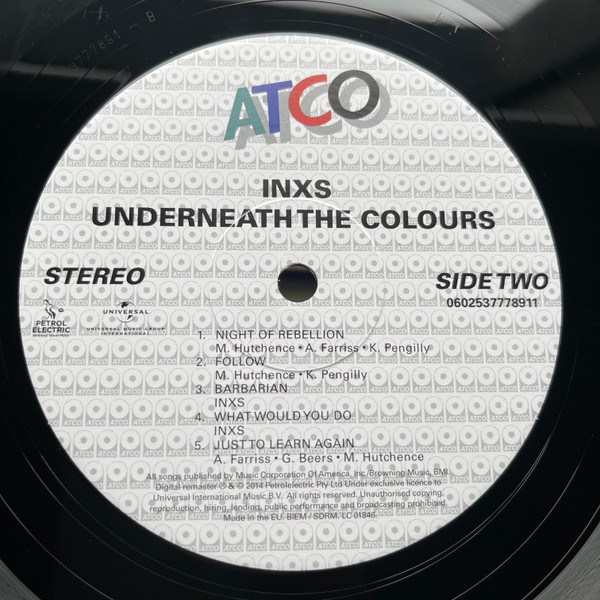 ATCO
INXS
UNDERNEATH THE COLOURS
STEREO
SIDE TWO
0602537778911
PETROL
ELECTRIC
UNIVERSAL
UNIVERSAL MUSIC GROUP
INTERNATIONAL
1. NIGHT OF REBELLION
M. Hutchence • A. Farriss • K. Pengilly
2. FOLLOW
M. Hutchence • K. Pengilly
3. BARBARIAN
INXS
4. WHAT WOULD YOU DO
INXS
5. JUST TO LEARN AGAIN
A. Farriss • G. Beers • M. Hutchence
All songs published by Music Corporation Of America, Inc/Browning Music, BMI
Digital remaster ℗ & © 2014 Petrolelectric Pty Ltd Under exclusive licence to
Universal International Music B.V. All rights reserved. Unauthorised copying,
reproduction, hiring, lending, public performance and broadcasting prohibited.
Made in the EU. BIEM / SDRM. LC 01846.